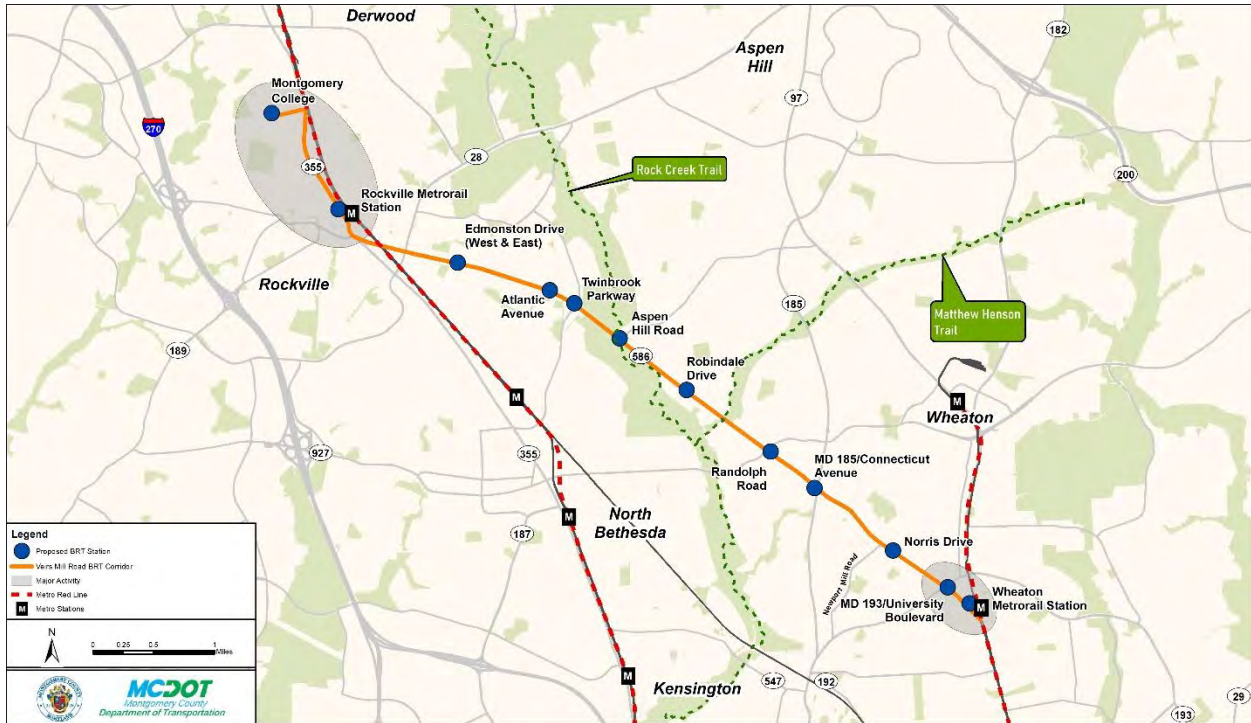 Derwood
Aspen
Hill
182
97
Montgomery
College
270
28
355
Rock Creek Trail
200
Rockville Metrorail
Station
M
Edmonston Drive
(West & East)
Rockville
Atlantic
Avenue
Twinbrook
Parkway
Aspen
Hill Road
185
Matthew Henson
Trail
189
586
Robindale
Drive
M
M
Wheaton
927
355
Randolph
Road
MD 185/Connecticut
Avenue
M
187
North
Bethesda
Norris Drive
Newport Mill Road
MD 193/University
Boulevard
M
Wheaton
Metrorail Station
M
Kensington
547
192
29
193
Legend
Proposed BRT Station
Veirs Mill Road BRT Corridor
Major Activity
Metro Red Line
M
Metro Stations
N
0 0.25 0.5 1
Miles
MCDOT
Montgomery County
Department of Transportation